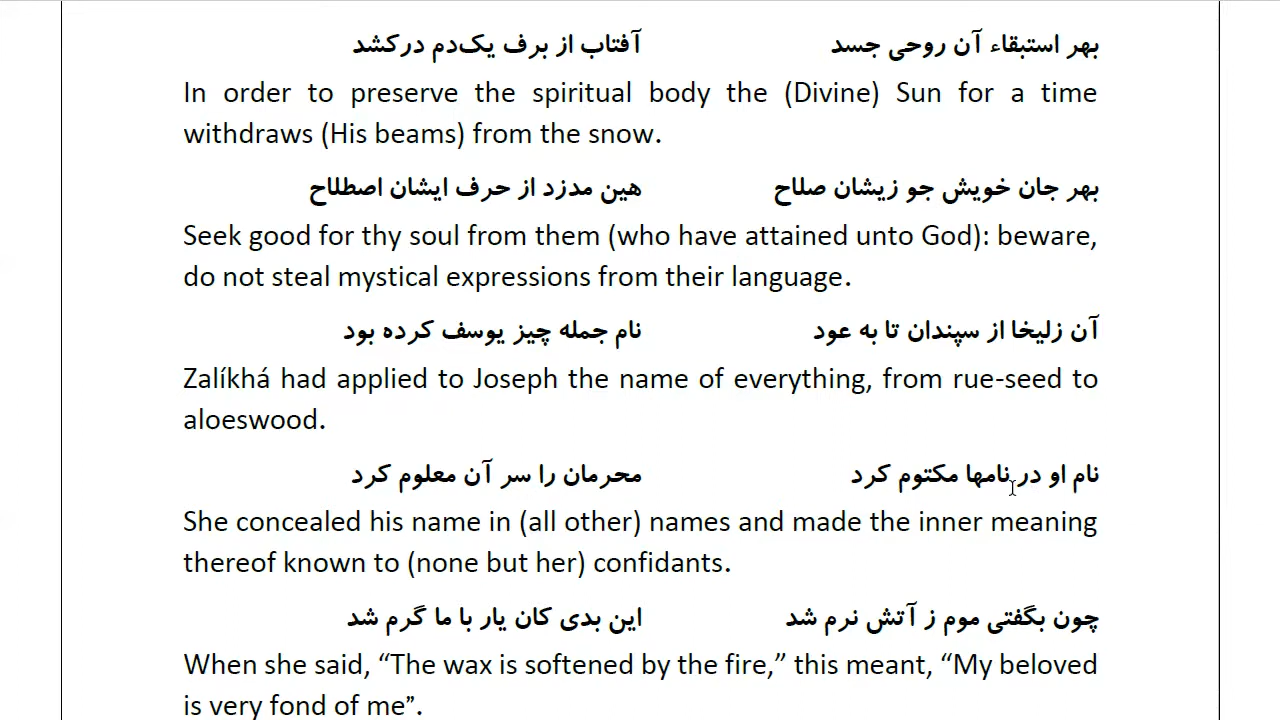 بهر استبقاء آن روحی جسد آفتاب از برف یک‌دم درکشد
In order to preserve the spiritual body the (Divine) Sun for a time
withdraws (His beams) from the snow.
بهر جان خویش جو زیشان صلاح هین مدزد از حرف ایشان اصطلاح
Seek good for thy soul from them (who have attained unto God): beware,
do not steal mystical expressions from their language.
آن زلیخا از سپندان تا به عود نام جمله چیز یوسف کرده بود
Zalíkhá had applied to Joseph the name of everything, from rue-seed to
aloeswood.
نام او در نامها مکتوم کرد محرمان را سر آن معلوم کرد
She concealed his name in (all other) names and made the inner meaning
thereof known to (none but her) confidants.
چون بگفتی موم ز آتش نرم شد این بدی کان یار با ما گرم شد
When she said, “The wax is softened by the fire,” this meant, “My beloved
is very fond of me”.